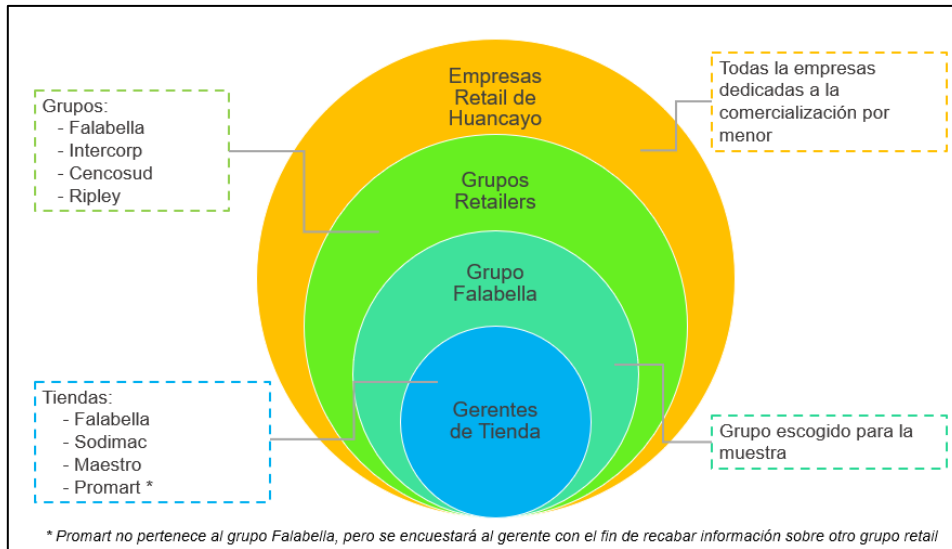 Empresas
Retail de
Huancayo
Todas la empresas
dedicadas a la
comercialización por
menor
Grupos:
- Falabella
- Intercorp
- Cencosud
- Ripley
Grupos
Retailers
Grupo
Falabella
Tiendas:
- Falabella
- Sodimac
- Maestro
- Promart *
Gerentes
de Tienda
Grupo escogido para la
muestra
* Promart no pertenece al grupo Falabella, pero se encuestará al gerente con el fin de recabar información sobre otro grupo retail